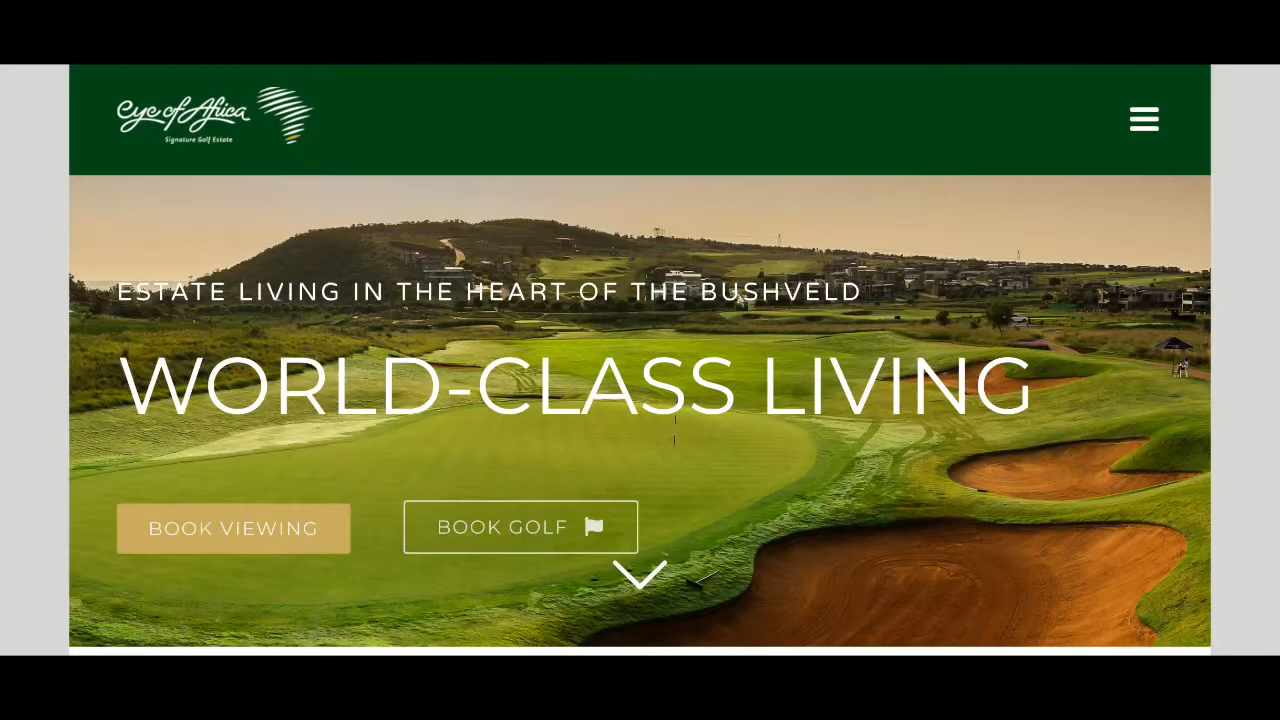 Eye of Africa
Signature Golf Estate
ESTATE LIVING IN THE HEART OF THE BUSHVELD
WORLD-CLASS LIVING
BOOK VIEWING
BOOK GOLF